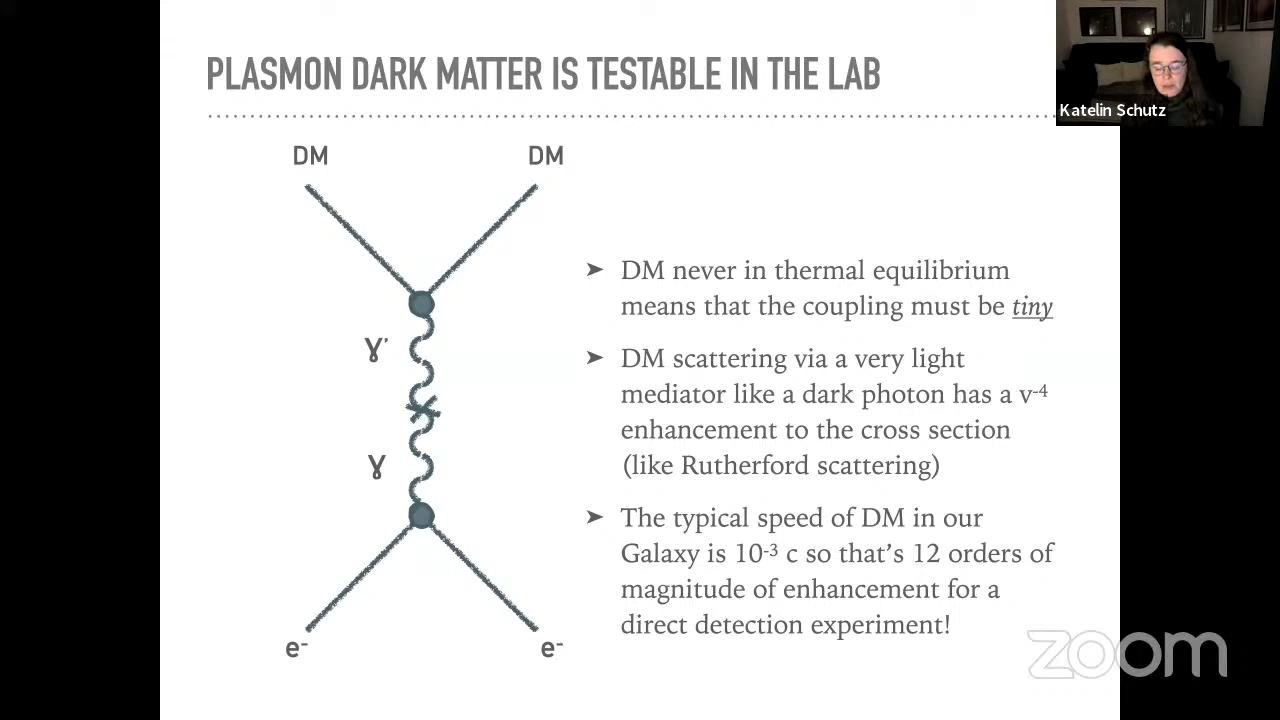 PLASMON DARK MATTER IS TESTABLE IN THE LAB
Katelin Schutz
DM
DM
➤ DM never in thermal equilibrium
means that the coupling must be tiny
ɣ'
➤ DM scattering via a very light
mediator like a dark photon has a v⁻⁴
enhancement to the cross section
(like Rutherford scattering)
ɣ
➤ The typical speed of DM in our
Galaxy is 10⁻³ c so that’s 12 orders of
magnitude of enhancement for a
direct detection experiment!
e⁻
e⁻
zoom